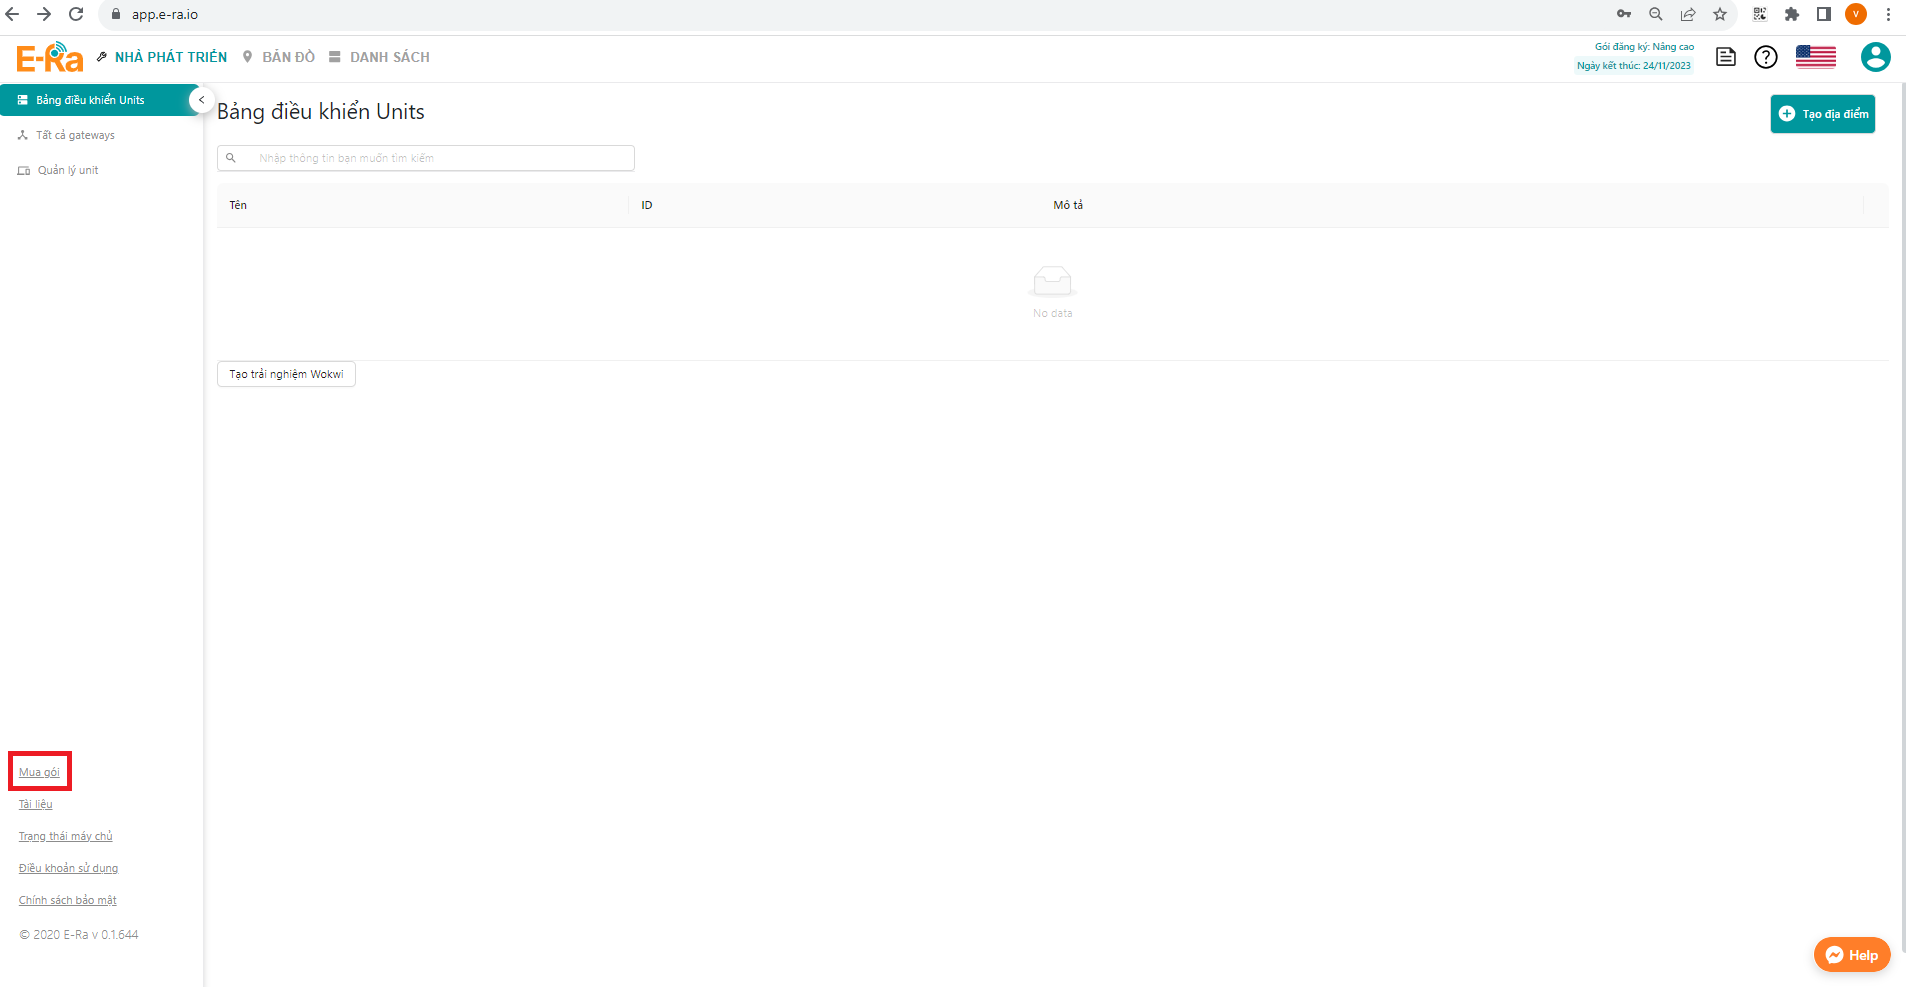 app.e-ra.io
V
E-Ra
NHÀ PHÁT TRIỂN
BẢN ĐỒ
DANH SÁCH
Gói đăng ký: Nâng cao
Ngày kết thúc: 24/11/2023
Bảng điều khiển Units
Tất cả gateways
Quản lý unit
Bảng điều khiển Units
Tạo địa điểm
Nhập thông tin bạn muốn tìm kiếm
Tên
ID
Mô tả
No data
Tạo trải nghiệm Wokwi
Mua gói
Tài liệu
Trạng thái máy chủ
Điều khoản sử dụng
Chính sách bảo mật
© 2020 E-Ra v 0.1.644
Help